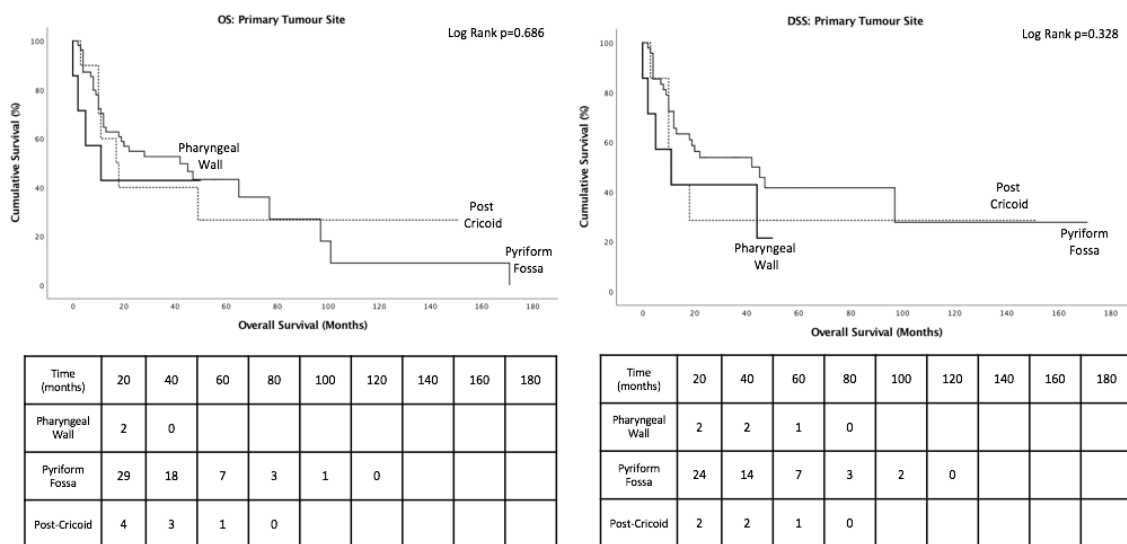 OS: Primary Tumour Site
Log Rank p=0.686
Cumulative Survival (%)
100
80
60
40
20
0
Pharyngeal
Wall
Post
Cricoid
Pyriform
Fossa
0 20 40 60 80 100 120 140 160 180
Overall Survival (Months)
Time
(months) 20 40 60 80 100 120 140 160 180
Pharyngeal
Wall 2 0
Pyriform
Fossa 29 18 7 3 1 0
Post-Cricoid 4 3 1 0
DSS: Primary Tumour Site
Log Rank p=0.328
Cumulative Survival (%)
100
80
60
40
20
0
Post
Cricoid
Pharyngeal
Wall
Pyriform
Fossa
0 20 40 60 80 100 120 140 160 180
Overall Survival (Months)
Time
(months) 20 40 60 80 100 120 140 160 180
Pharyngeal
Wall 2 2 1 0
Pyriform
Fossa 24 14 7 3 2 0
Post-Cricoid 2 2 1 0